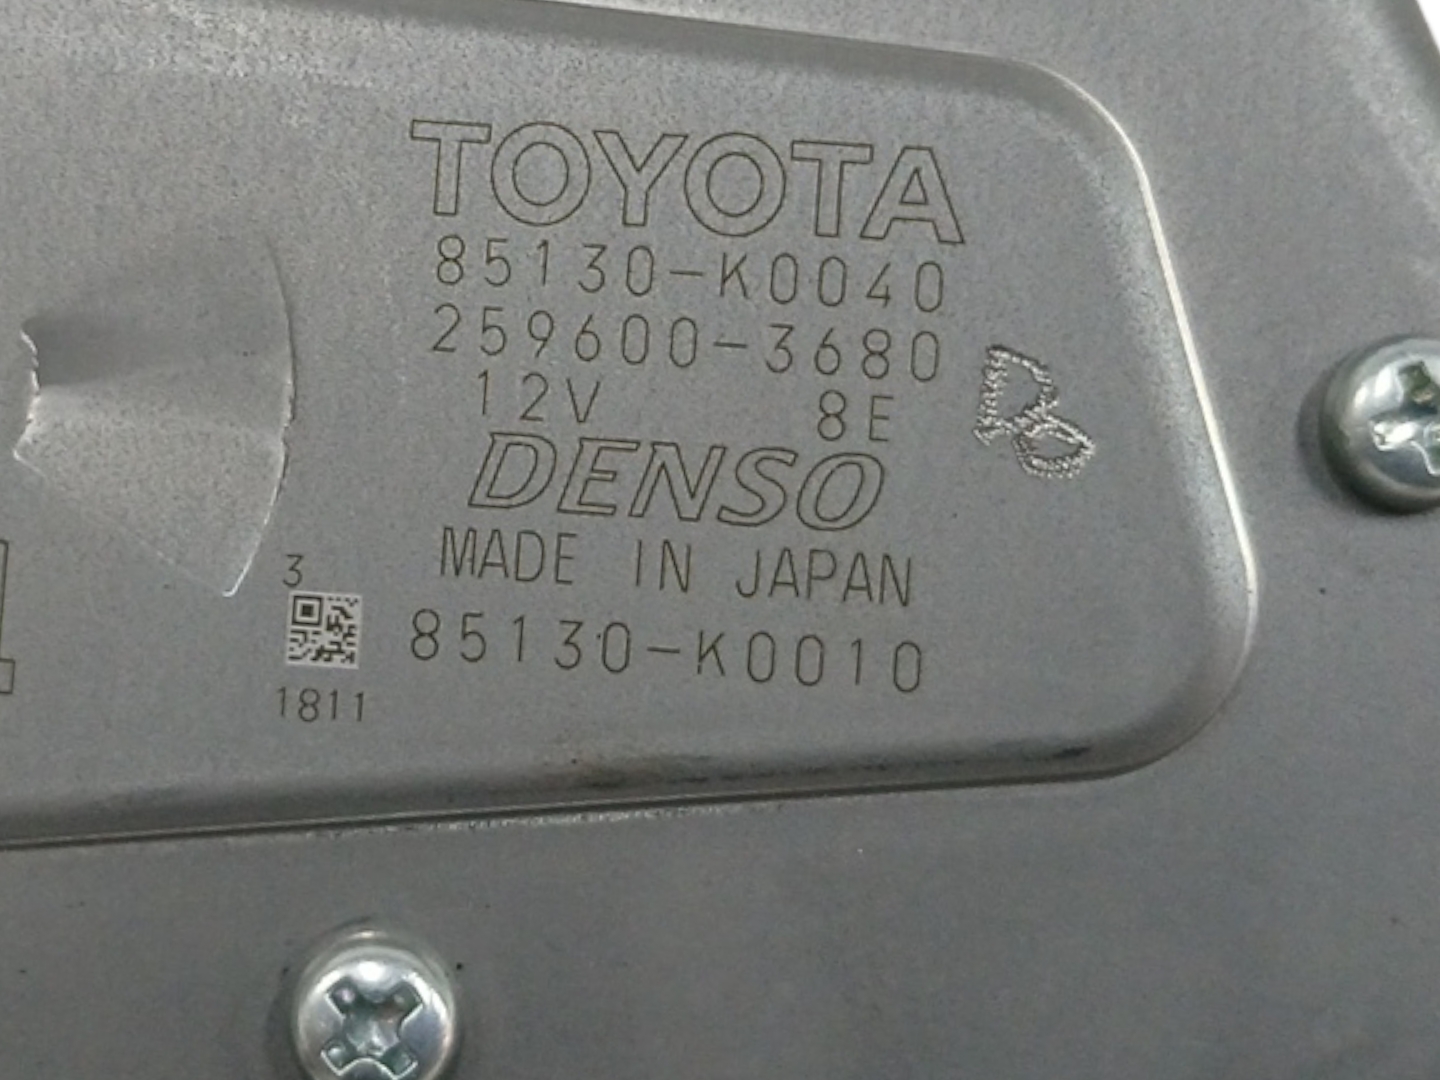 TOYOTA
85130-K0040
259600-3680
12V 8E
DENSO
MADE IN JAPAN
85130-K0010
3
1811